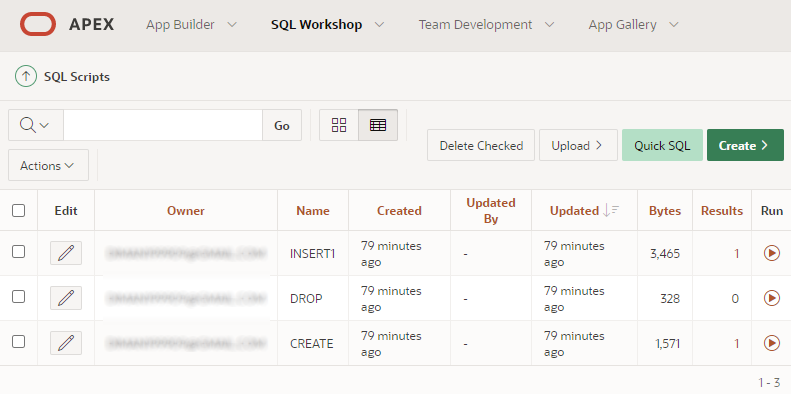 APEX App Builder SQL Workshop Team Development App Gallery
SQL Scripts
Go
Delete Checked Upload Quick SQL Create
Actions
Edit Owner Name Created Updated By Updated Bytes Results Run
INSERT1 79 minutes ago - 79 minutes ago 3,465 1
DROP 79 minutes ago - 79 minutes ago 328 0
CREATE 79 minutes ago - 79 minutes ago 1,571 1
1 - 3